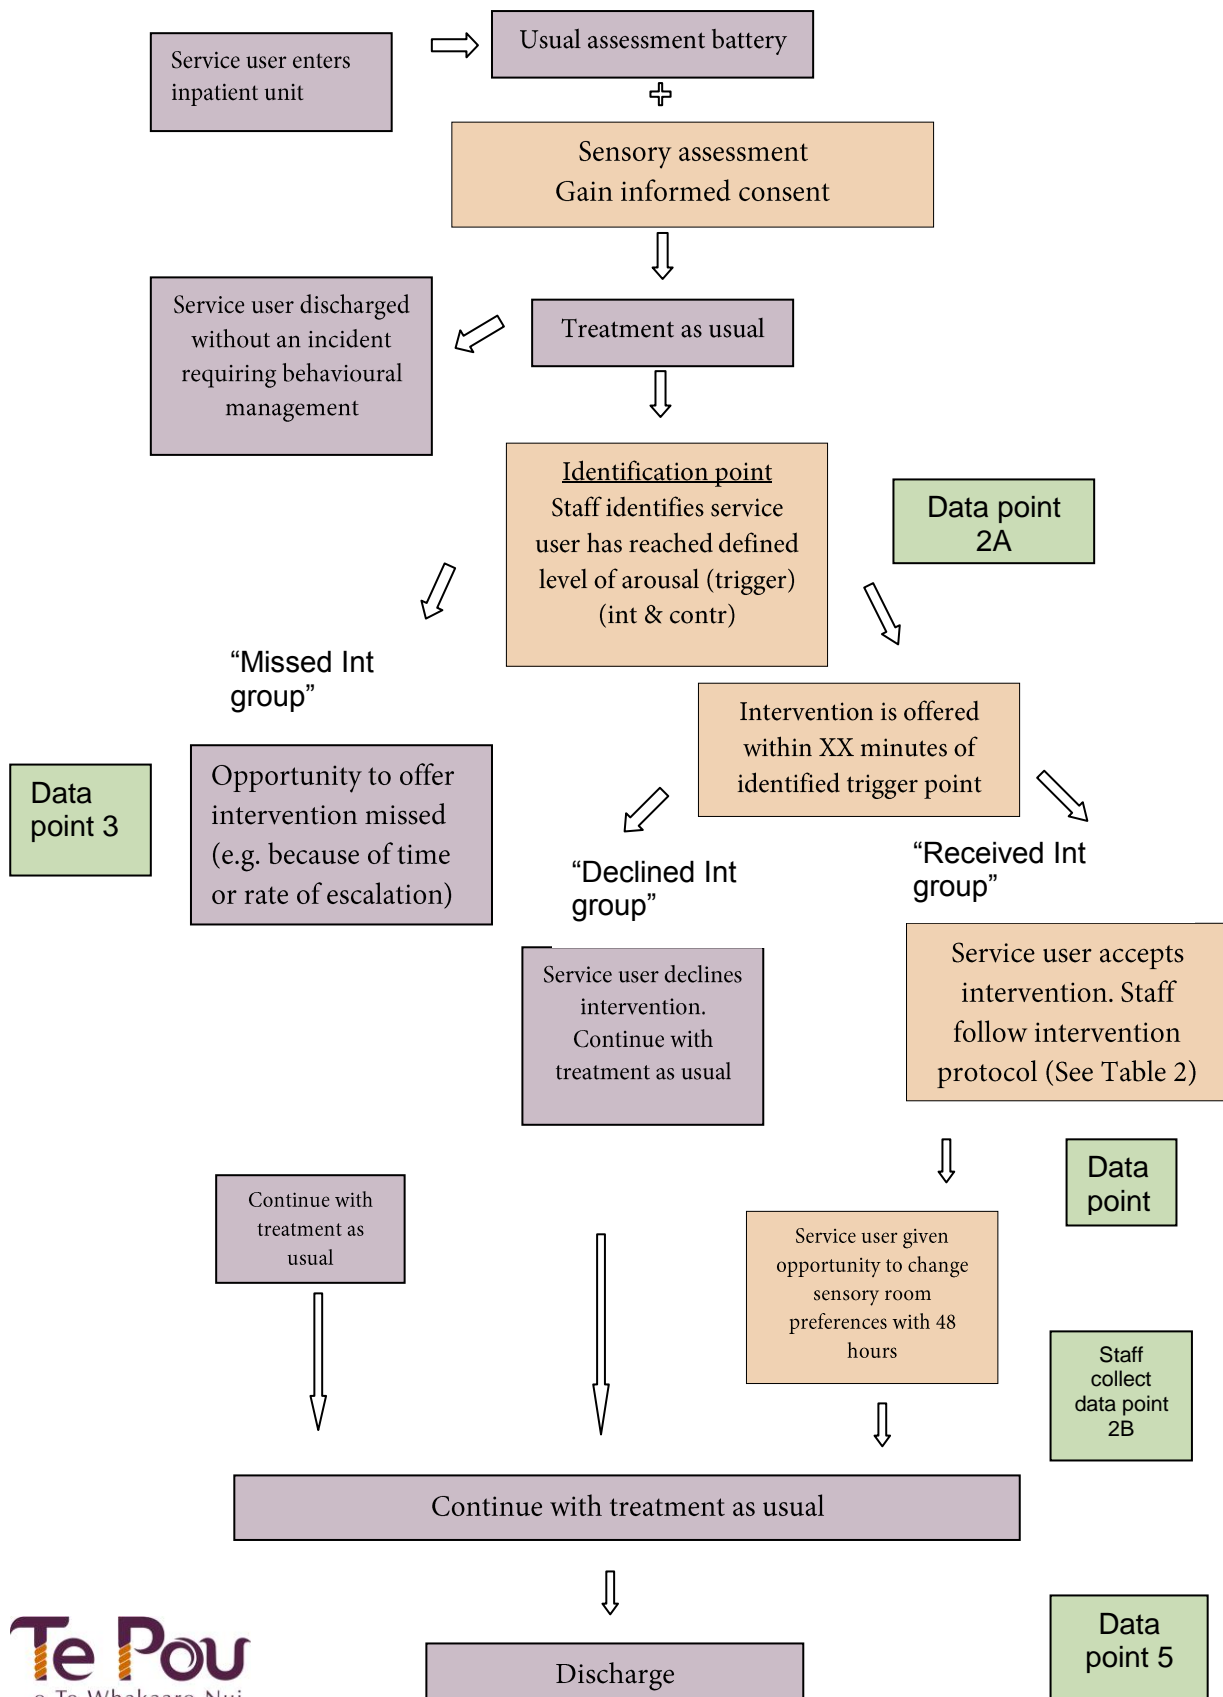 Usual assessment battery
Service user enters
inpatient unit
Sensory assessment
Gain informed consent
Service user discharged
without an incident
requiring behavioural
management
Treatment as usual
Identification point
Staff identifies service
user has reached defined
level of arousal (trigger)
(int & contr)
Data point
2A
“Missed Int
group”
Intervention is offered
within XX minutes of
identified trigger point
Data
point 3
Opportunity to offer
intervention missed
(e.g. because of time
or rate of escalation)
“Declined Int
group”
“Received Int
group”
Service user declines
intervention.
Continue with
treatment as usual
Service user accepts
intervention. Staff
follow intervention
protocol (See Table 2)
Data
point
Continue with
treatment as
usual
Service user given
opportunity to change
sensory room
preferences with 48
hours
Staff
collect
data point
2B
Continue with treatment as usual
Data
point 5
Discharge
Te Pou
o Te Whakaaro Nui